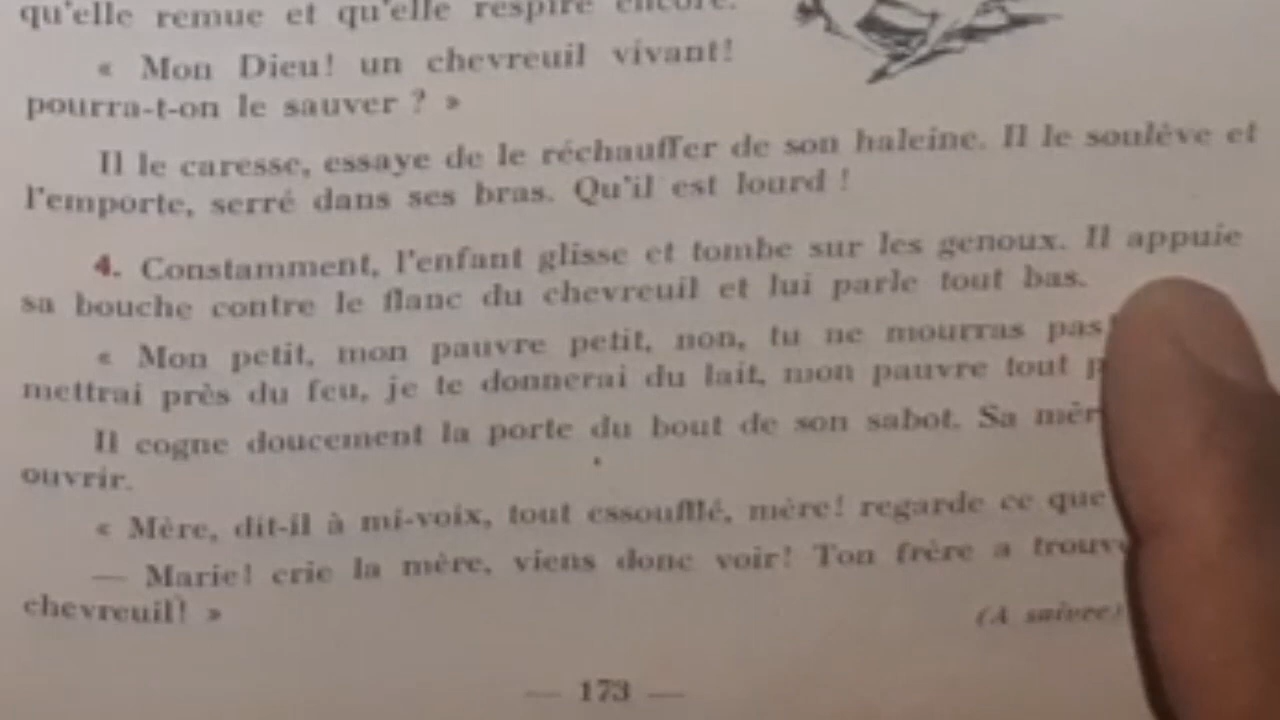 qu'elle remue et qu'elle respire encore.
« Mon Dieu! un chevreuil vivant!
pourra-t-on le sauver ? »
Il le caresse, essaye de le réchauffer de son haleine. Il le soulève et
l'emporte, serré dans ses bras. Qu'il est lourd !
4. Constamment, l'enfant glisse et tombe sur les genoux. Il appuie
sa bouche contre le flanc du chevreuil et lui parle tout bas.
« Mon petit, mon pauvre petit, non, tu ne mourras pas
mettrai près du feu, je te donnerai du lait, mon pauvre tout
Il cogne doucement la porte du bout de son sabot. Sa
ouvrir.
« Mère, dit-il à mi-voix, tout essoufflé, mère! regarde ce que
— Marie! crie la mère, viens donc voir! Ton frère a
chevreuil! »
(A suivre)
— 173 —